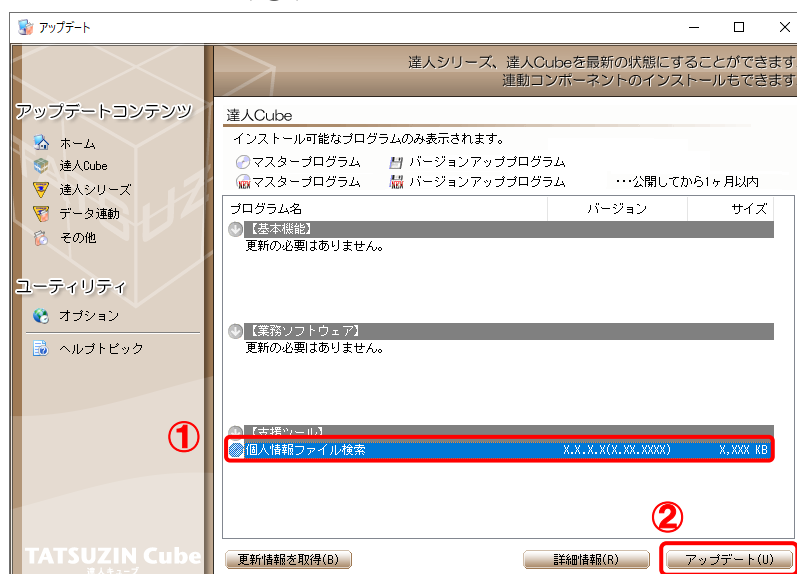 アップデート
達人シリーズ、達人Cubeを最新の状態にすることができます
連動コンポーネントのインストールもできます
アップデートコンテンツ
ホーム
達人Cube
達人シリーズ
データ連動
その他
ユーティリティ
オプション
ヘルプトピック
達人Cube
インストール可能なプログラムのみ表示されます。
マスタープログラム バージョンアッププログラム
NEW マスタープログラム NEW バージョンアッププログラム ・・・公開してから1ヶ月以内
プログラム名 バージョン サイズ
【基本機能】
更新の必要はありません。
【業務ソフトウェア】
更新の必要はありません。
【支援ツール】
①
個人情報ファイル検索 X.X.X.X(X.XX.XXXX) X,XXX KB
②
更新情報を取得(B) 詳細情報(R) アップデート(U)
TATSUZIN Cube
達人キューブ